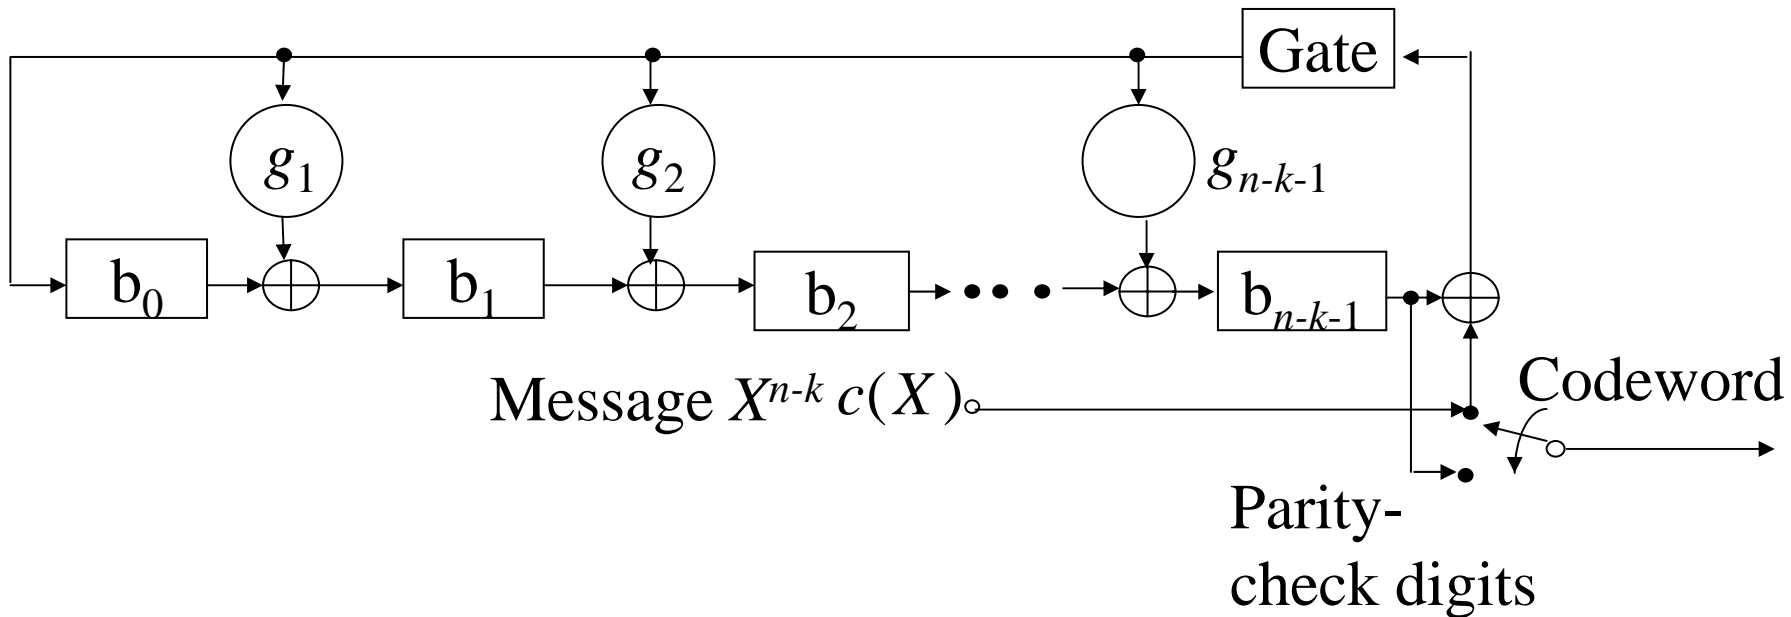 Gate
g₁
g₂
gₙ₋ₖ₋₁
b₀
b₁
b₂
bₙ₋ₖ₋₁
Message Xⁿ⁻ᵏ c(X)
Codeword
Parity-
check digits